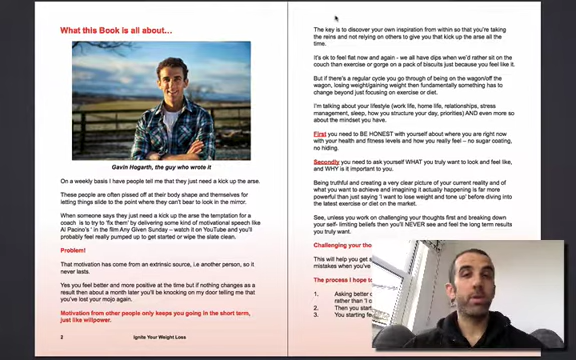 What this Book is all about…
Gavin Hogarth, the guy who wrote it
On a weekly basis I have people tell me that they just need a kick up the arse.
These people are often pissed off at their body shape and themselves for
letting things slide to the point where they can't bear to look in the mirror.
When someone says they just need a kick up the arse the temptation for a
coach is to try 'fix them' by delivering some kind of motivational speech like
Al Pacino's ' in the film Any Given Sunday – watch it on YouTube and you'll
probably feel really pumped up to get started or wipe the slate clean.
Problem!
That motivation has come from an extrinsic source, i.e another person, so it
never lasts.
Yes you feel better and more positive at the time but if nothing changes as a
result then about a month later you'll be knocking on my door telling me that
you've lost your mojo again.
Motivation from other people only keeps you going in the short term,
just like willpower.
2 Ignite Your Weight Loss
The key is to discover your own inspiration from within so that you're taking
the reins and not relying on others to give you that kick up the arse all the
time.
It's ok to feel flat now and again – we all have dips when we'd rather sit on the
couch than exercise or gorge on a pack of biscuits just because you feel like it.
But if there's a regular cycle you go through of being on the wagon/off the
wagon, losing weight/gaining weight then fundamentally something has to
change beyond just focusing on exercise or diet.
I'm talking about your lifestyle (work life, home life, relationships, stress
management, sleep, how you structure your day, priorities) AND even more so
about the mindset you have.
First you need to BE HONEST with yourself about where you are right now
with your health and fitness levels and how you really feel – no sugar coating,
no hiding.
Secondly you need to ask yourself WHAT you truly want to look and feel like,
and WHY is it important to you.
Being truthful and creating a very clear picture of your current reality and of
what you want to achieve and imagining it actually happening is far more
powerful than just saying 'I want to lose weight and tone up' before diving into
the latest exercise or diet on the market.
See, unless you work on challenging your thoughts first and breaking down
your self- limiting beliefs then you'll NEVER see and feel the long term results
you truly want.
Challenging your
This will help you get
mistakes when you've
The process I hope
1. Asking better
rather than 'I
2. Then you start
3. You starting